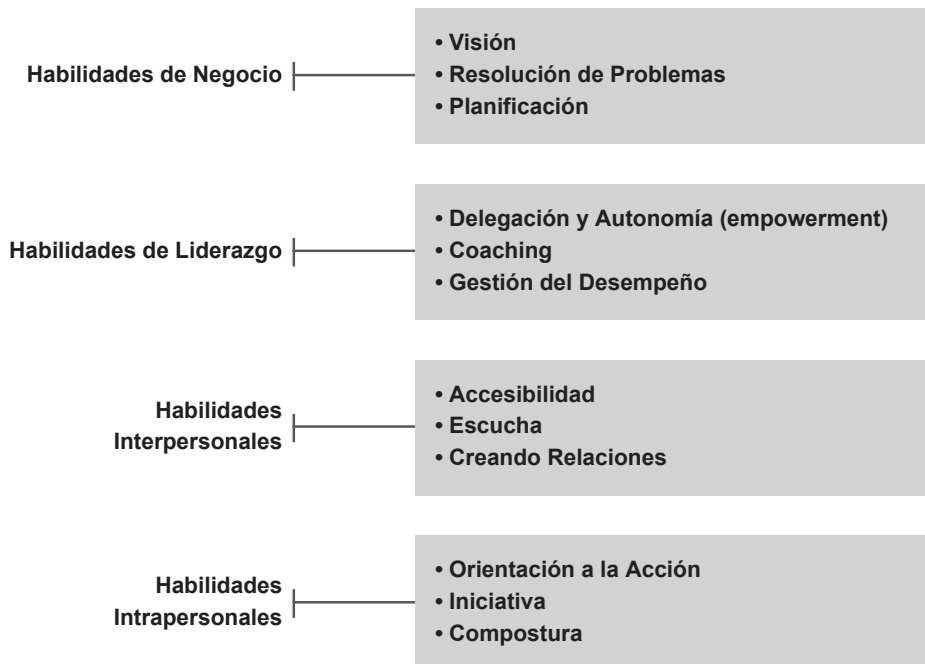 Habilidades de Negocio
• Visión
• Resolución de Problemas
• Planificación
Habilidades de Liderazgo
• Delegación y Autonomía (empowerment)
• Coaching
• Gestión del Desempeño
Habilidades
Interpersonales
• Accesibilidad
• Escucha
• Creando Relaciones
Habilidades
Intrapersonales
• Orientación a la Acción
• Iniciativa
• Compostura